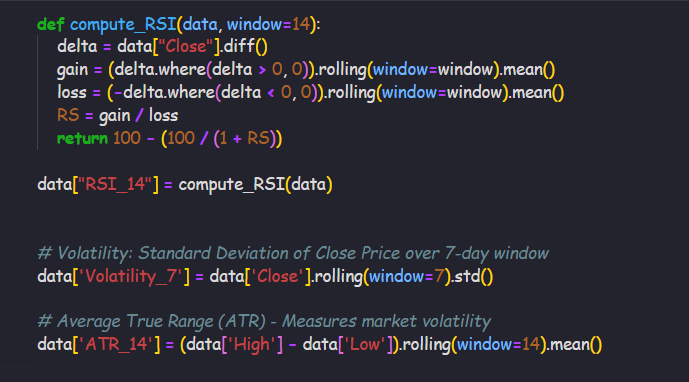 def compute_RSI(data, window=14):
    delta = data["Close"].diff()
    gain = (delta.where(delta > 0, 0)).rolling(window=window).mean()
    loss = (-delta.where(delta < 0, 0)).rolling(window=window).mean()
    RS = gain / loss
    return 100 - (100 / (1 + RS))
data["RSI_14"] = compute_RSI(data)
# Volatility: Standard Deviation of Close Price over 7-day window
data['Volatility_7'] = data['Close'].rolling(window=7).std()
# Average True Range (ATR) - Measures market volatility
data['ATR_14'] = (data['High'] - data['Low']).rolling(window=14).mean()